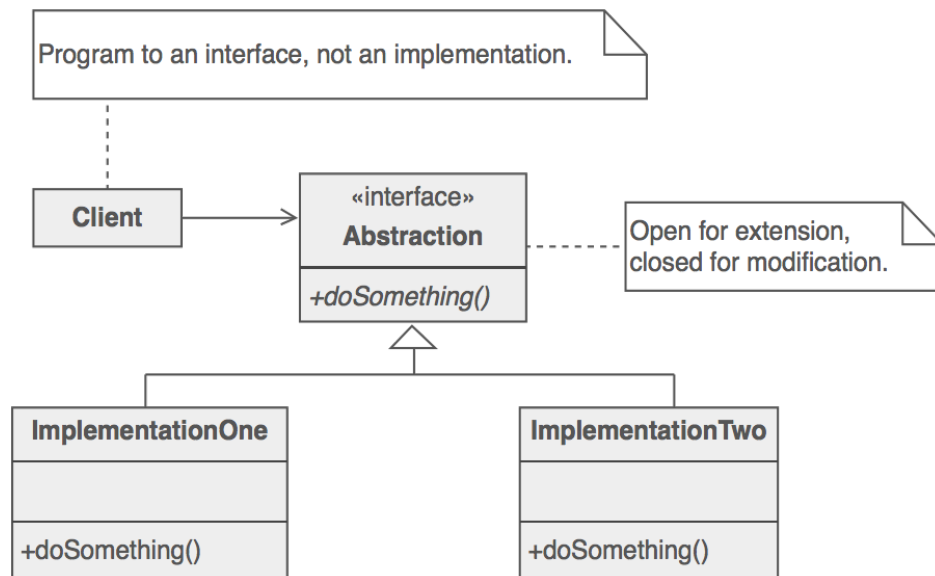 Program to an interface, not an implementation.
Client
«interface»
Abstraction
+doSomething()
Open for extension,
closed for modification.
ImplementationOne
+doSomething()
ImplementationTwo
+doSomething()